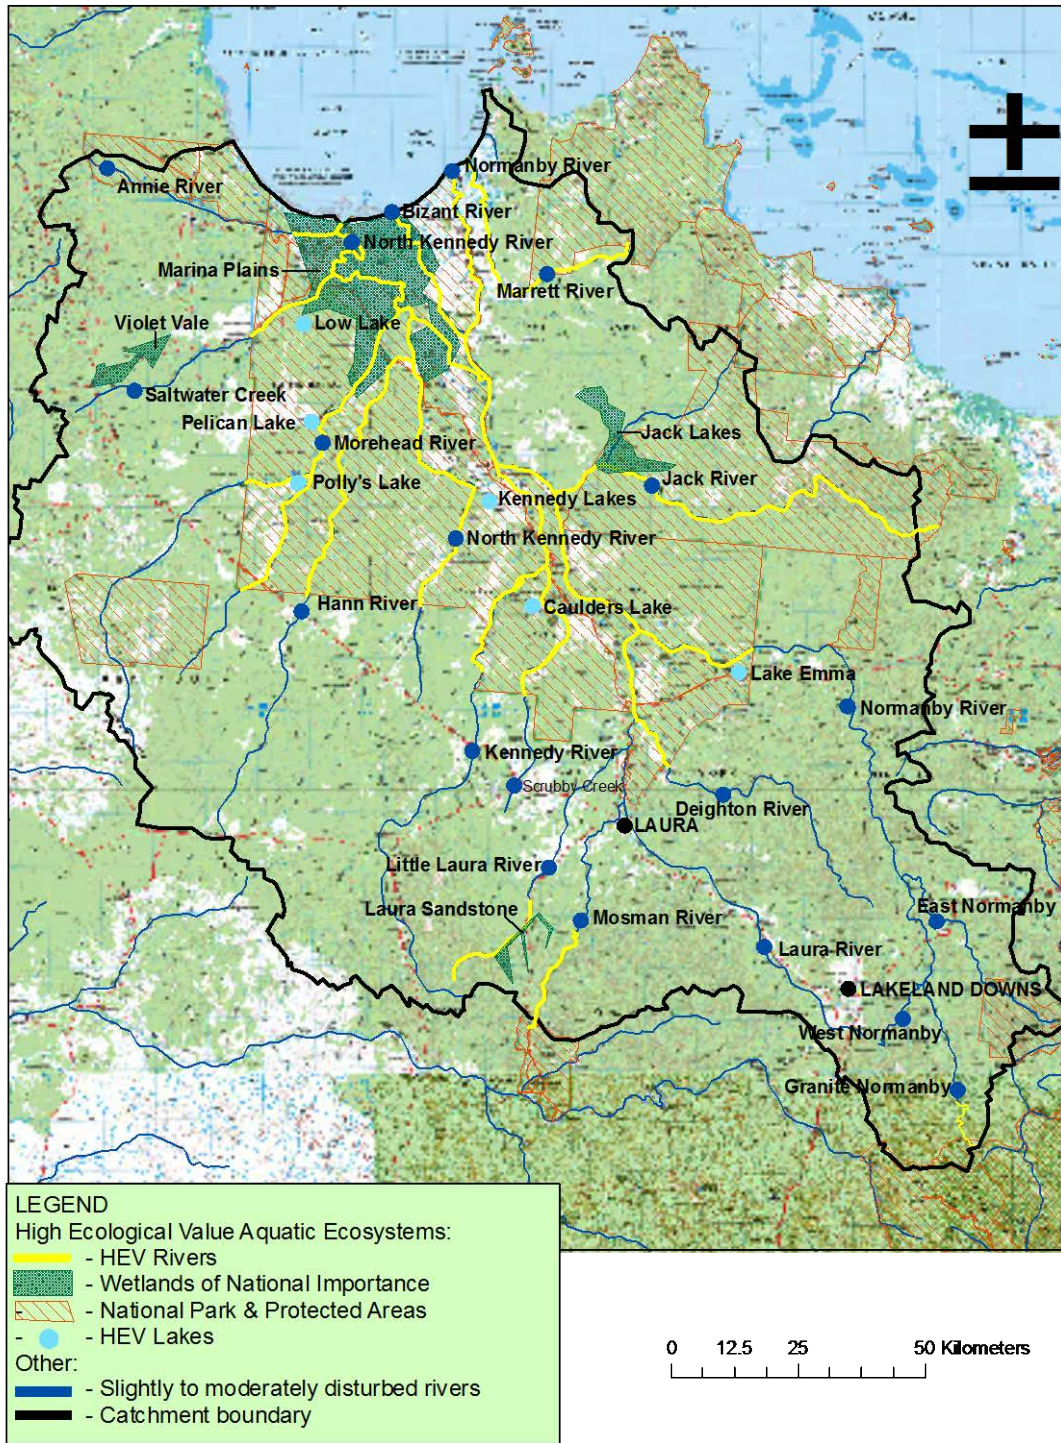 Normanby River
Annie River
Bizant River
North Kennedy River
Marina Plains
Marrett River
Violet Vale
Low Lake
Saltwater Creek
Pelican Lake
Morehead River
Jack Lakes
Polly's Lake
Jack River
Kennedy Lakes
North Kennedy River
Hann River
Caulders Lake
Lake Emma
Normanby River
Kennedy River
Scrubby Creek
Deighton River
LAURA
Little Laura River
Laura Sandstone
Mosman River
East Normanby
Laura River
LAKELAND DOWNS
West Normanby
Granite Normanby
LEGEND
High Ecological Value Aquatic Ecosystems:
- HEV Rivers
- Wetlands of National Importance
- National Park & Protected Areas
- HEV Lakes
Other:
- Slightly to moderately disturbed rivers
- Catchment boundary
0 12.5 25 50 Kilometers